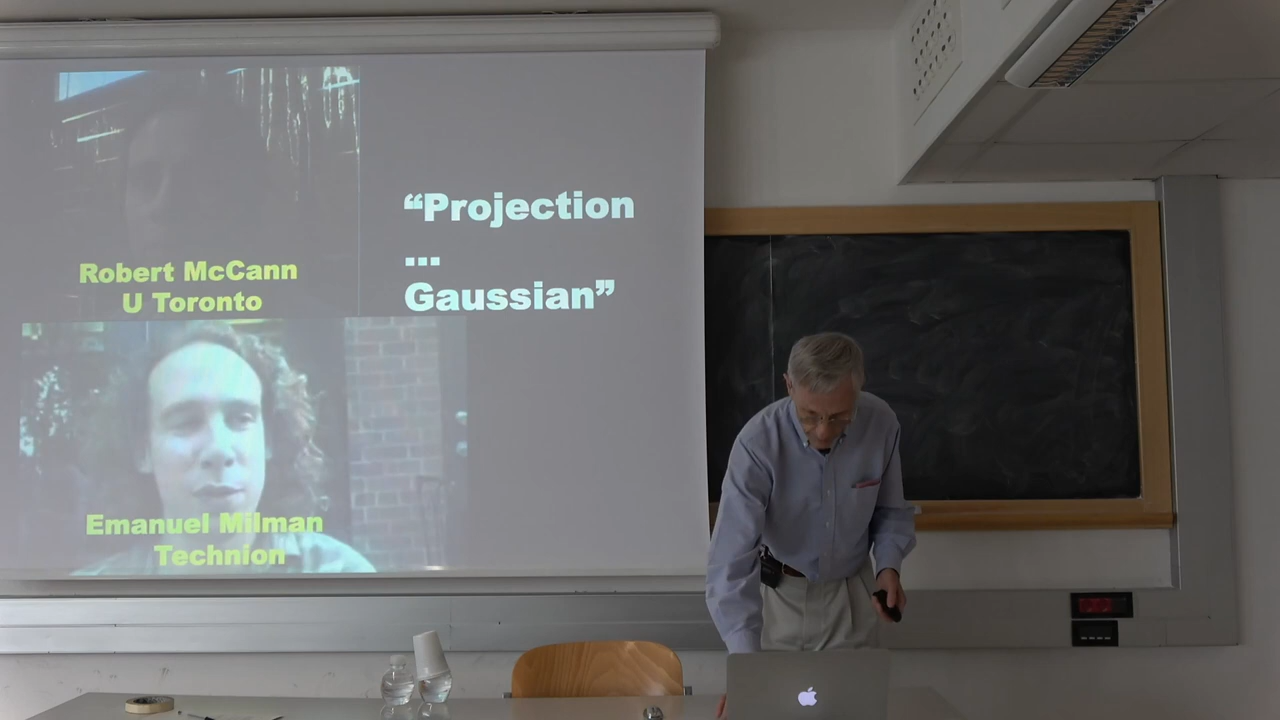 Robert McCann
U Toronto
“Projection
...
Gaussian”
Emanuel Milman
Technion